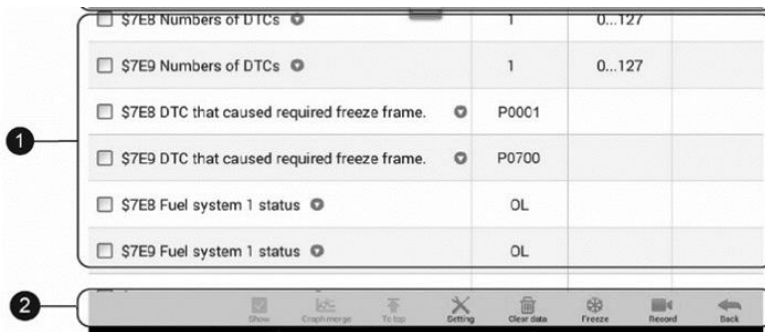 $7E8 Numbers of DTCs 1 0...127
$7E9 Numbers of DTCs 1 0...127
$7E8 DTC that caused required freeze frame. P0001
1
$7E9 DTC that caused required freeze frame. P0700
$7E8 Fuel system 1 status OL
$7E9 Fuel system 1 status OL
2
Show Graph merge To top Setting Clear data Freeze Record Back